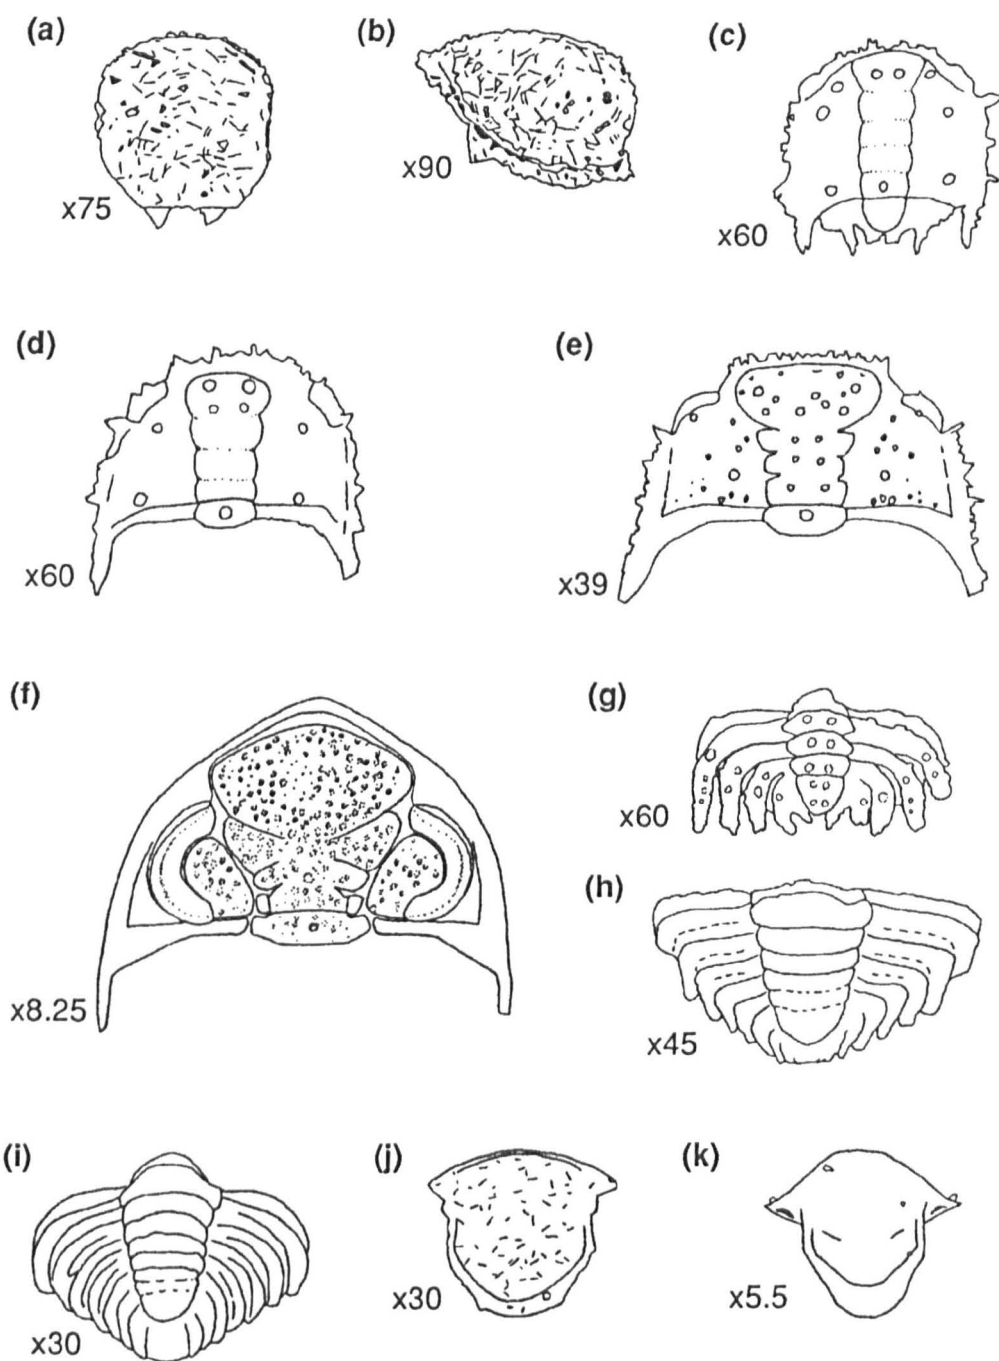 (a)
x75
(b)
x90
(c)
x60
(d)
x60
(e)
x39
(f)
x8.25
(g)
x60
(h)
x45
(i)
x30
(j)
x30
(k)
x5.5